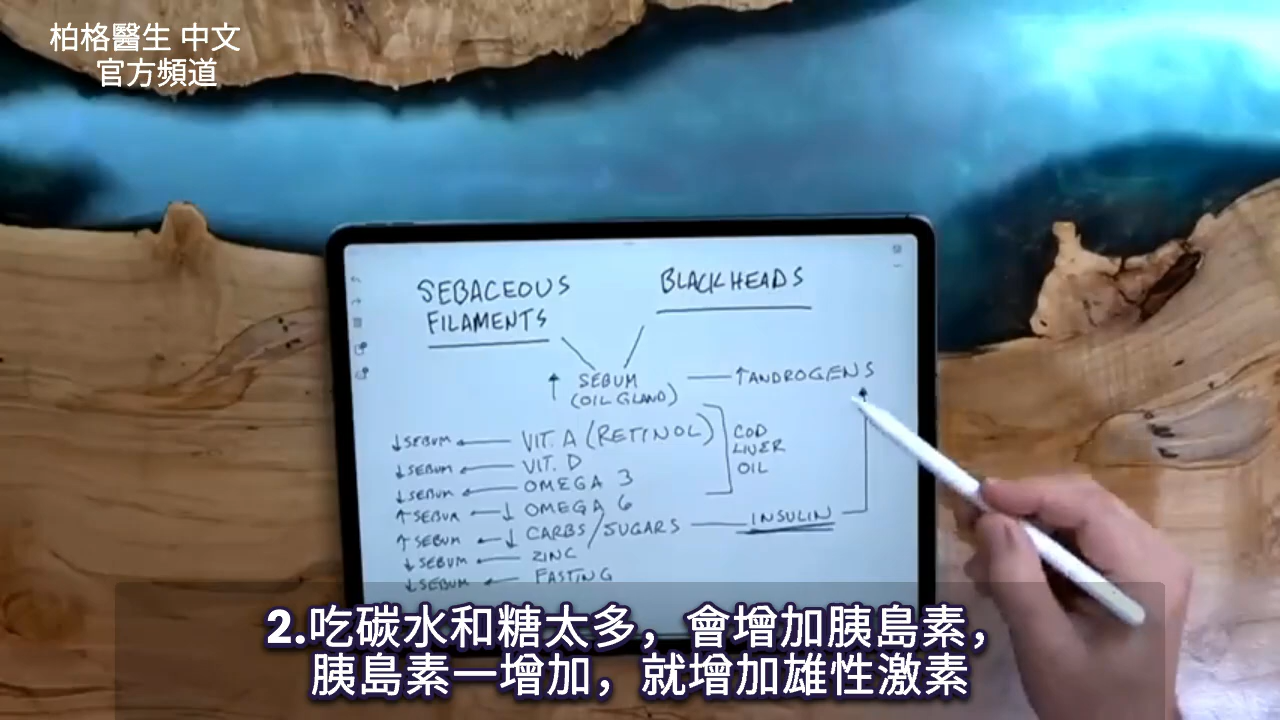 柏格醫生 中文
官方頻道
SEBACEOUS
FILAMENTS
BLACKHEADS
↑ SEBUM — ↑ANDROGENS
(OIL GLAND)
↓SEBUM ← VIT. A (RETINOL)
↓SEBUM ← VIT. D
↓SEBUM ← OMEGA 3
COD
LIVER
OIL
↑SEBUM ← ↓ OMEGA 6
↑SEBUM ← ↓ CARBS/SUGARS — INSULIN
↓SEBUM ← ZINC
↓SEBUM ← FASTING
2.吃碳水和糖太多，會增加胰島素，
胰島素一增加，就增加雄性激素